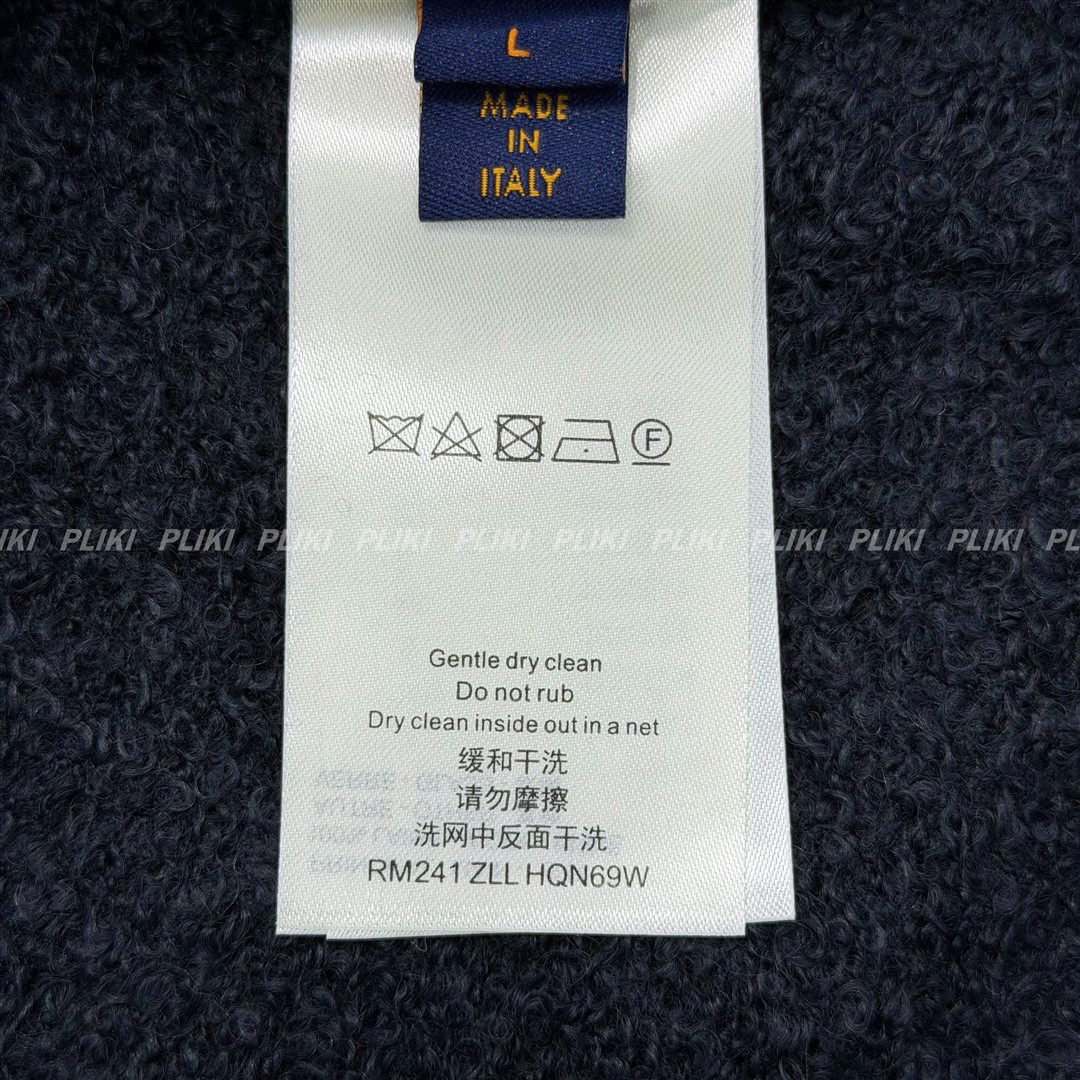 L
MADE
IN
ITALY
F
PLIKI PLIKI PLIKI PLIKI PLIKI PLIKI PLIKI PLIKI PLIKI
Gentle dry clean
Do not rub
Dry clean inside out in a net
缓和干洗
请勿摩擦
洗网中反面干洗
RM241 ZLL HQN69W